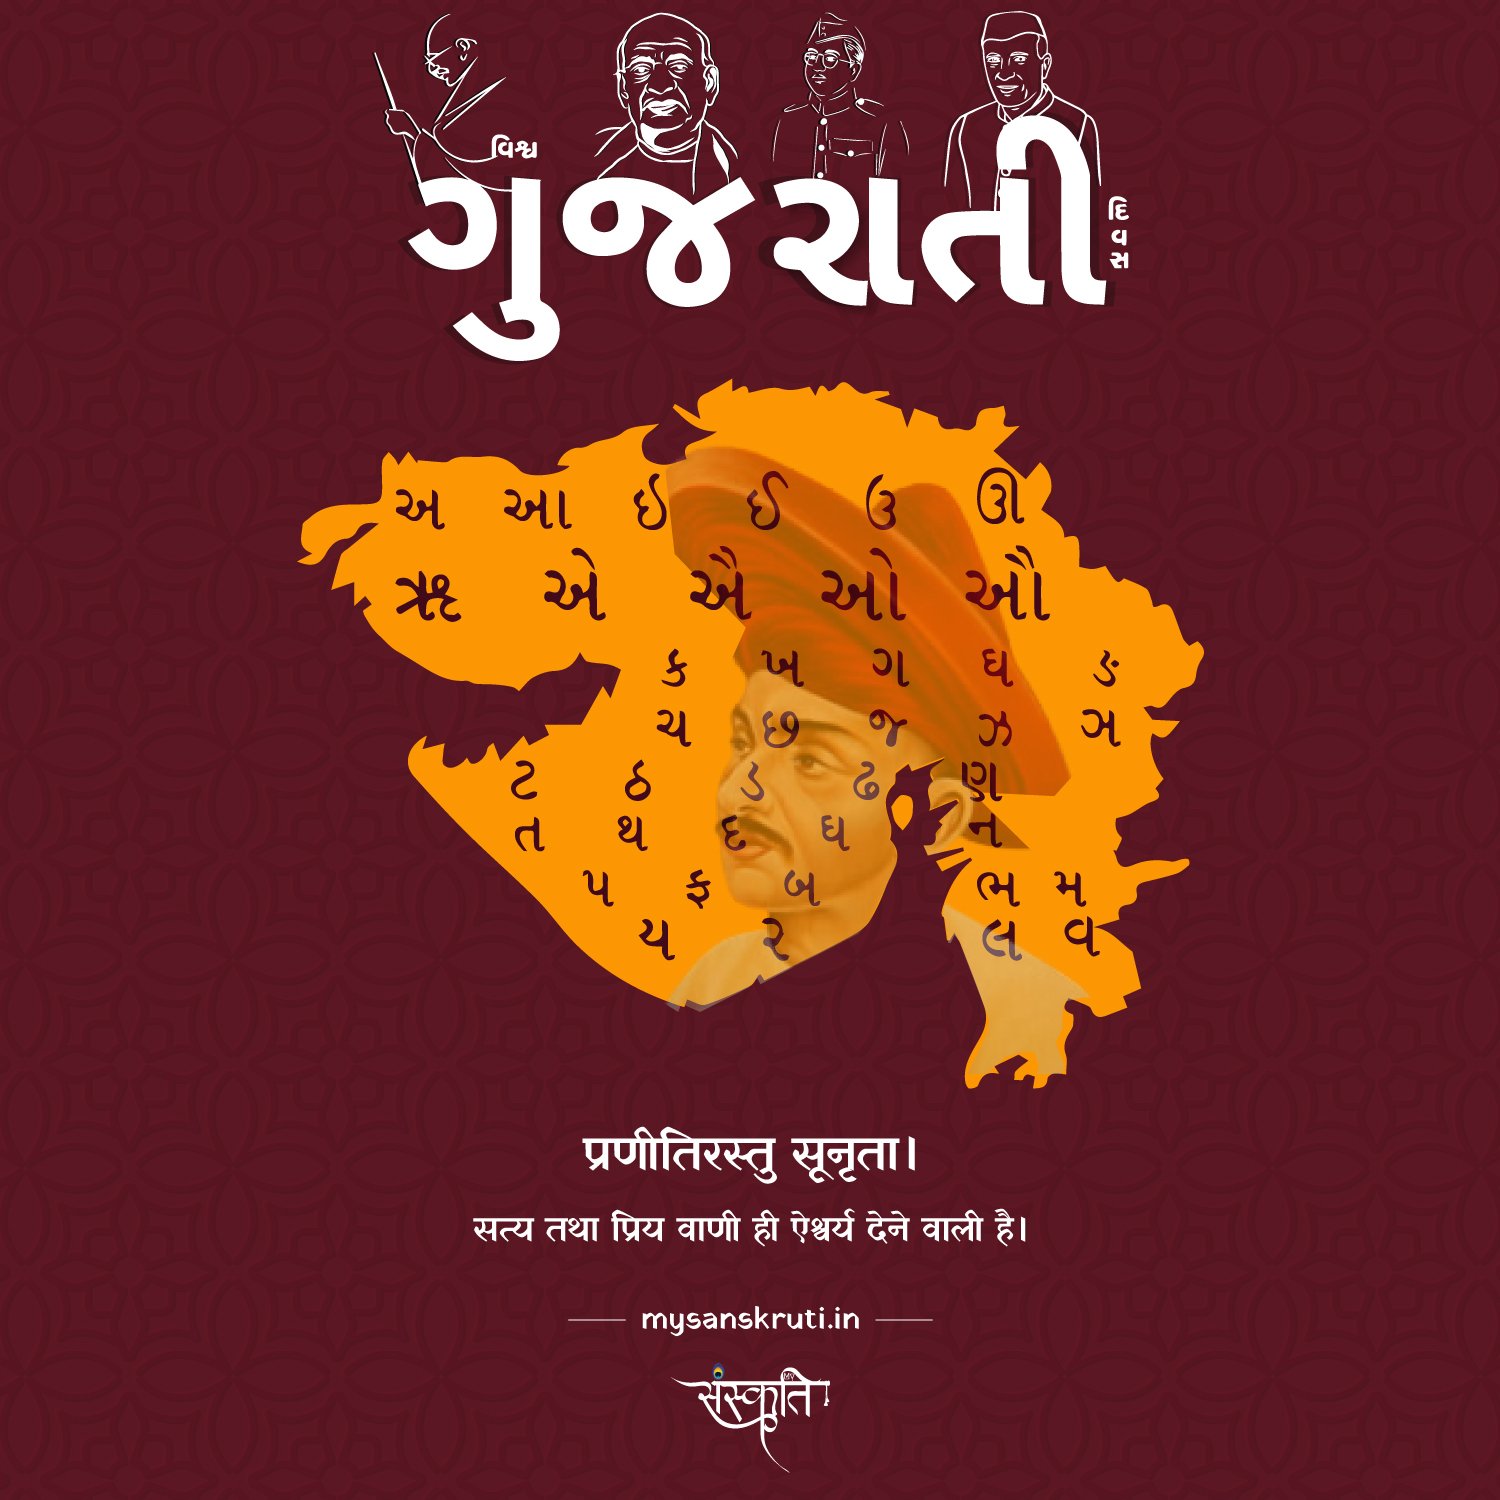 વિશ્વ
ગુજરાતી
દિવસ
અ આ ઇ ઈ ઉ ઊ
ઋ એ ઐ ઓ ઔ
ક ખ ગ ઘ ઙ
ચ છ જ ઝ ઞ
ટ ઠ ડ ઢ ણ
ત થ દ ઘ ન
પ ફ બ ભ મ
ય ર લ વ
प्रणीतिरस्तु सूनृता।
सत्य तथा प्रिय वाणी ही ऐश्वर्य देने वाली है।
mysanskruti.in
MY
संस्कृति